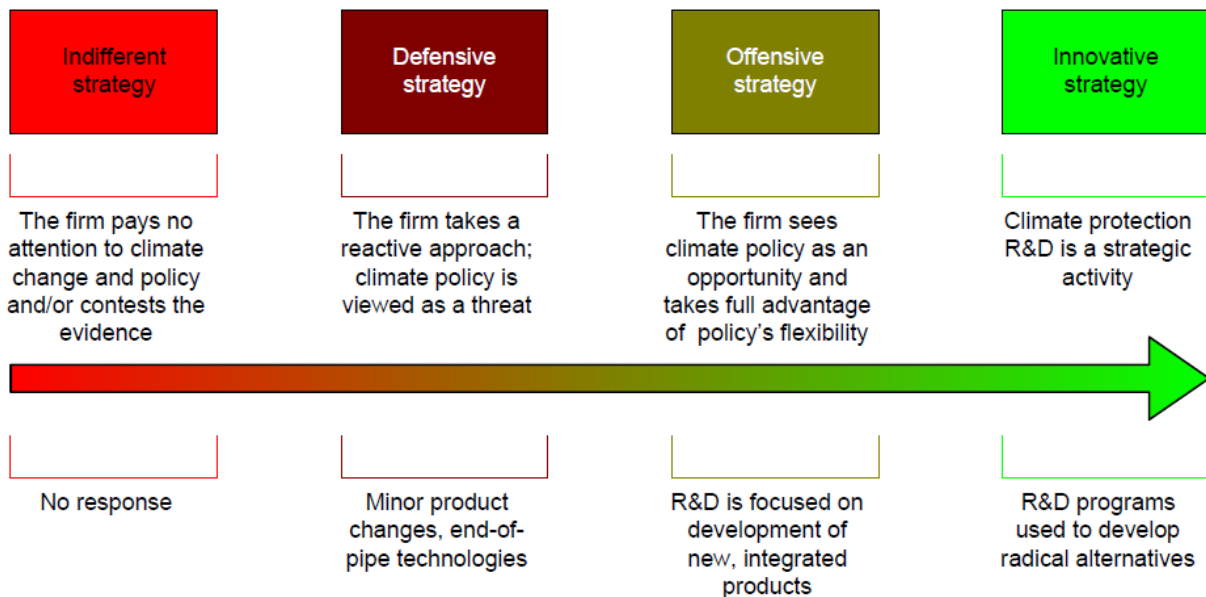 Indifferent
strategy
Defensive
strategy
Offensive
strategy
Innovative
strategy
The firm pays no
attention to climate
change and policy
and/or contests the
evidence
The firm takes a
reactive approach;
climate policy is
viewed as a threat
The firm sees
climate policy as an
opportunity and
takes full advantage
of policy's flexibility
Climate protection
R&D is a strategic
activity
No response
Minor product
changes, end-of-
pipe technologies
R&D is focused on
development of
new, integrated
products
R&D programs
used to develop
radical alternatives